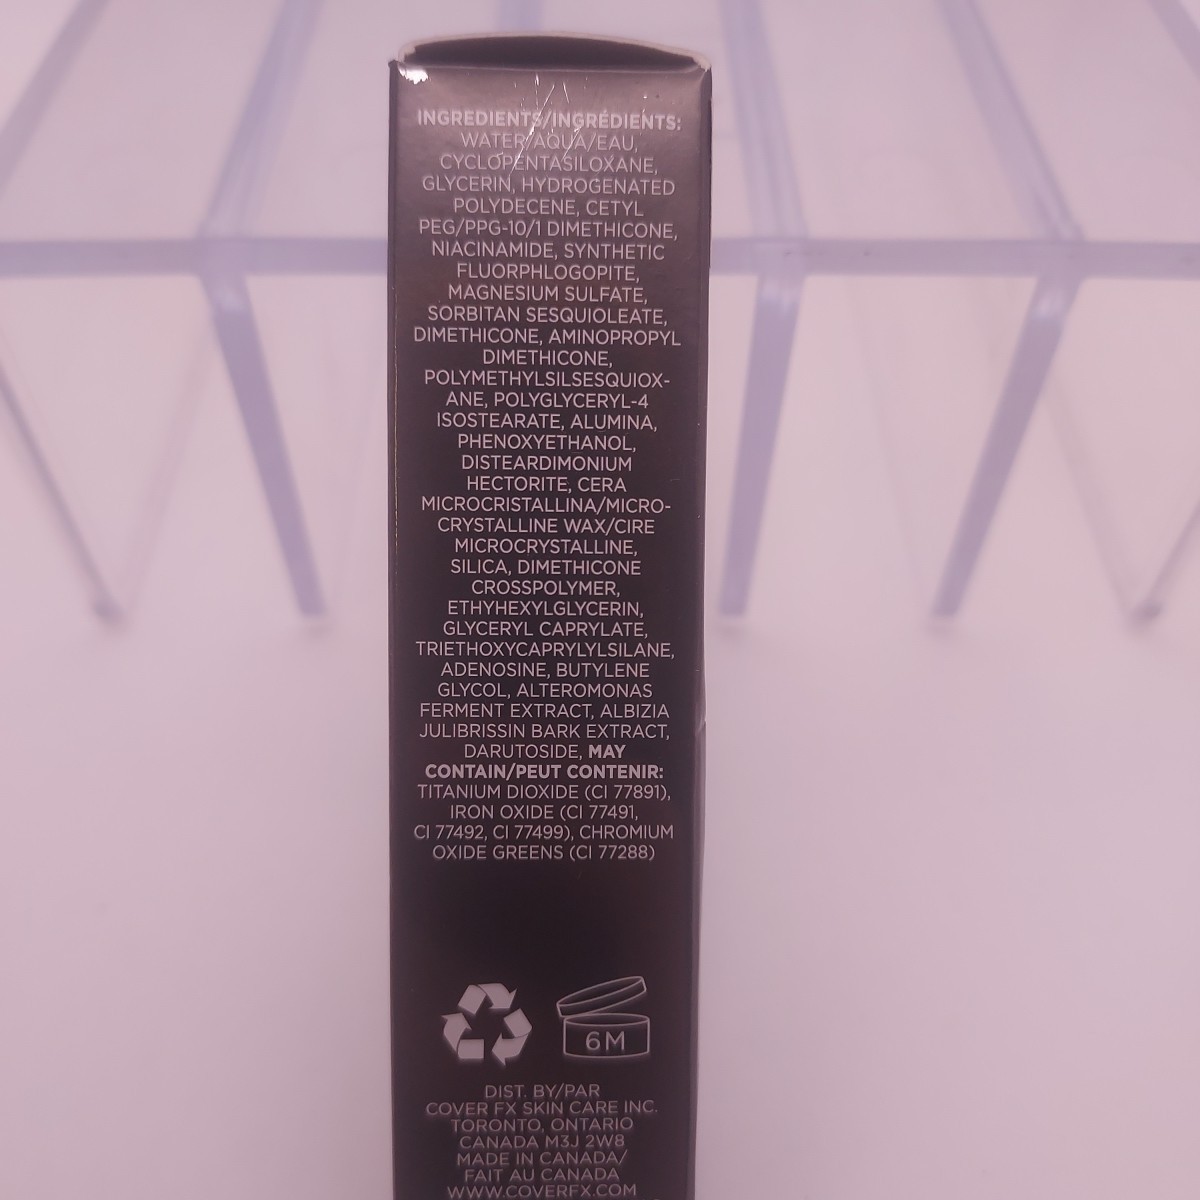 INGREDIENTS/INGRÉDIENTS:
WATER/AQUA/EAU,
CYCLOPENTASILOXANE,
GLYCERIN, HYDROGENATED
POLYDECENE, CETYL
PEG/PPG-10/1 DIMETHICONE,
NIACINAMIDE, SYNTHETIC
FLUORPHLOGOPITE,
MAGNESIUM SULFATE,
SORBITAN SESQUIOLEATE,
DIMETHICONE, AMINOPROPYL
DIMETHICONE,
POLYMETHYLSILSESQUIOX-
ANE, POLYGLYCERYL-4
ISOSTEARATE, ALUMINA,
PHENOXYETHANOL,
DISTEARDIMONIUM
HECTORITE, CERA
MICROCRISTALLINA/MICRO-
CRYSTALLINE WAX/CIRE
MICROCRYSTALLINE,
SILICA, DIMETHICONE
CROSSPOLYMER,
ETHYHEXYLGLYCERIN,
GLYCERYL CAPRYLATE,
TRIETHOXYCAPRYLYLSILANE,
ADENOSINE, BUTYLENE
GLYCOL, ALTEROMONAS
FERMENT EXTRACT, ALBIZIA
JULIBRISSIN BARK EXTRACT,
DARUTOSIDE, MAY
CONTAIN/PEUT CONTENIR:
TITANIUM DIOXIDE (CI 77891),
IRON OXIDE (CI 77491,
CI 77492, CI 77499), CHROMIUM
OXIDE GREENS (CI 77288)
6M
DIST. BY/PAR
COVER FX SKIN CARE INC.
TORONTO, ONTARIO
CANADA M3J 2W8
MADE IN CANADA/
FAIT AU CANADA
WWW.COVERFX.COM